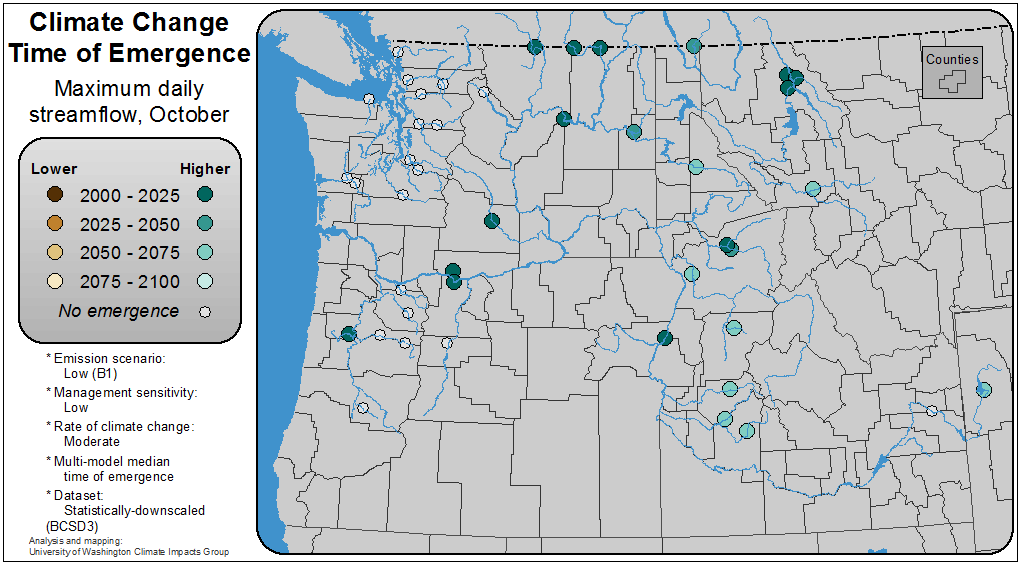 Climate Change
Time of Emergence
Maximum daily
streamflow, October
Lower Higher
2000 - 2025
2025 - 2050
2050 - 2075
2075 - 2100
No emergence
* Emission scenario:
Low (B1)
* Management sensitivity:
Low
* Rate of climate change:
Moderate
* Multi-model median
time of emergence
* Dataset:
Statistically-downscaled
(BCSD3)
Analysis and mapping:
University of Washington Climate Impacts Group
Counties